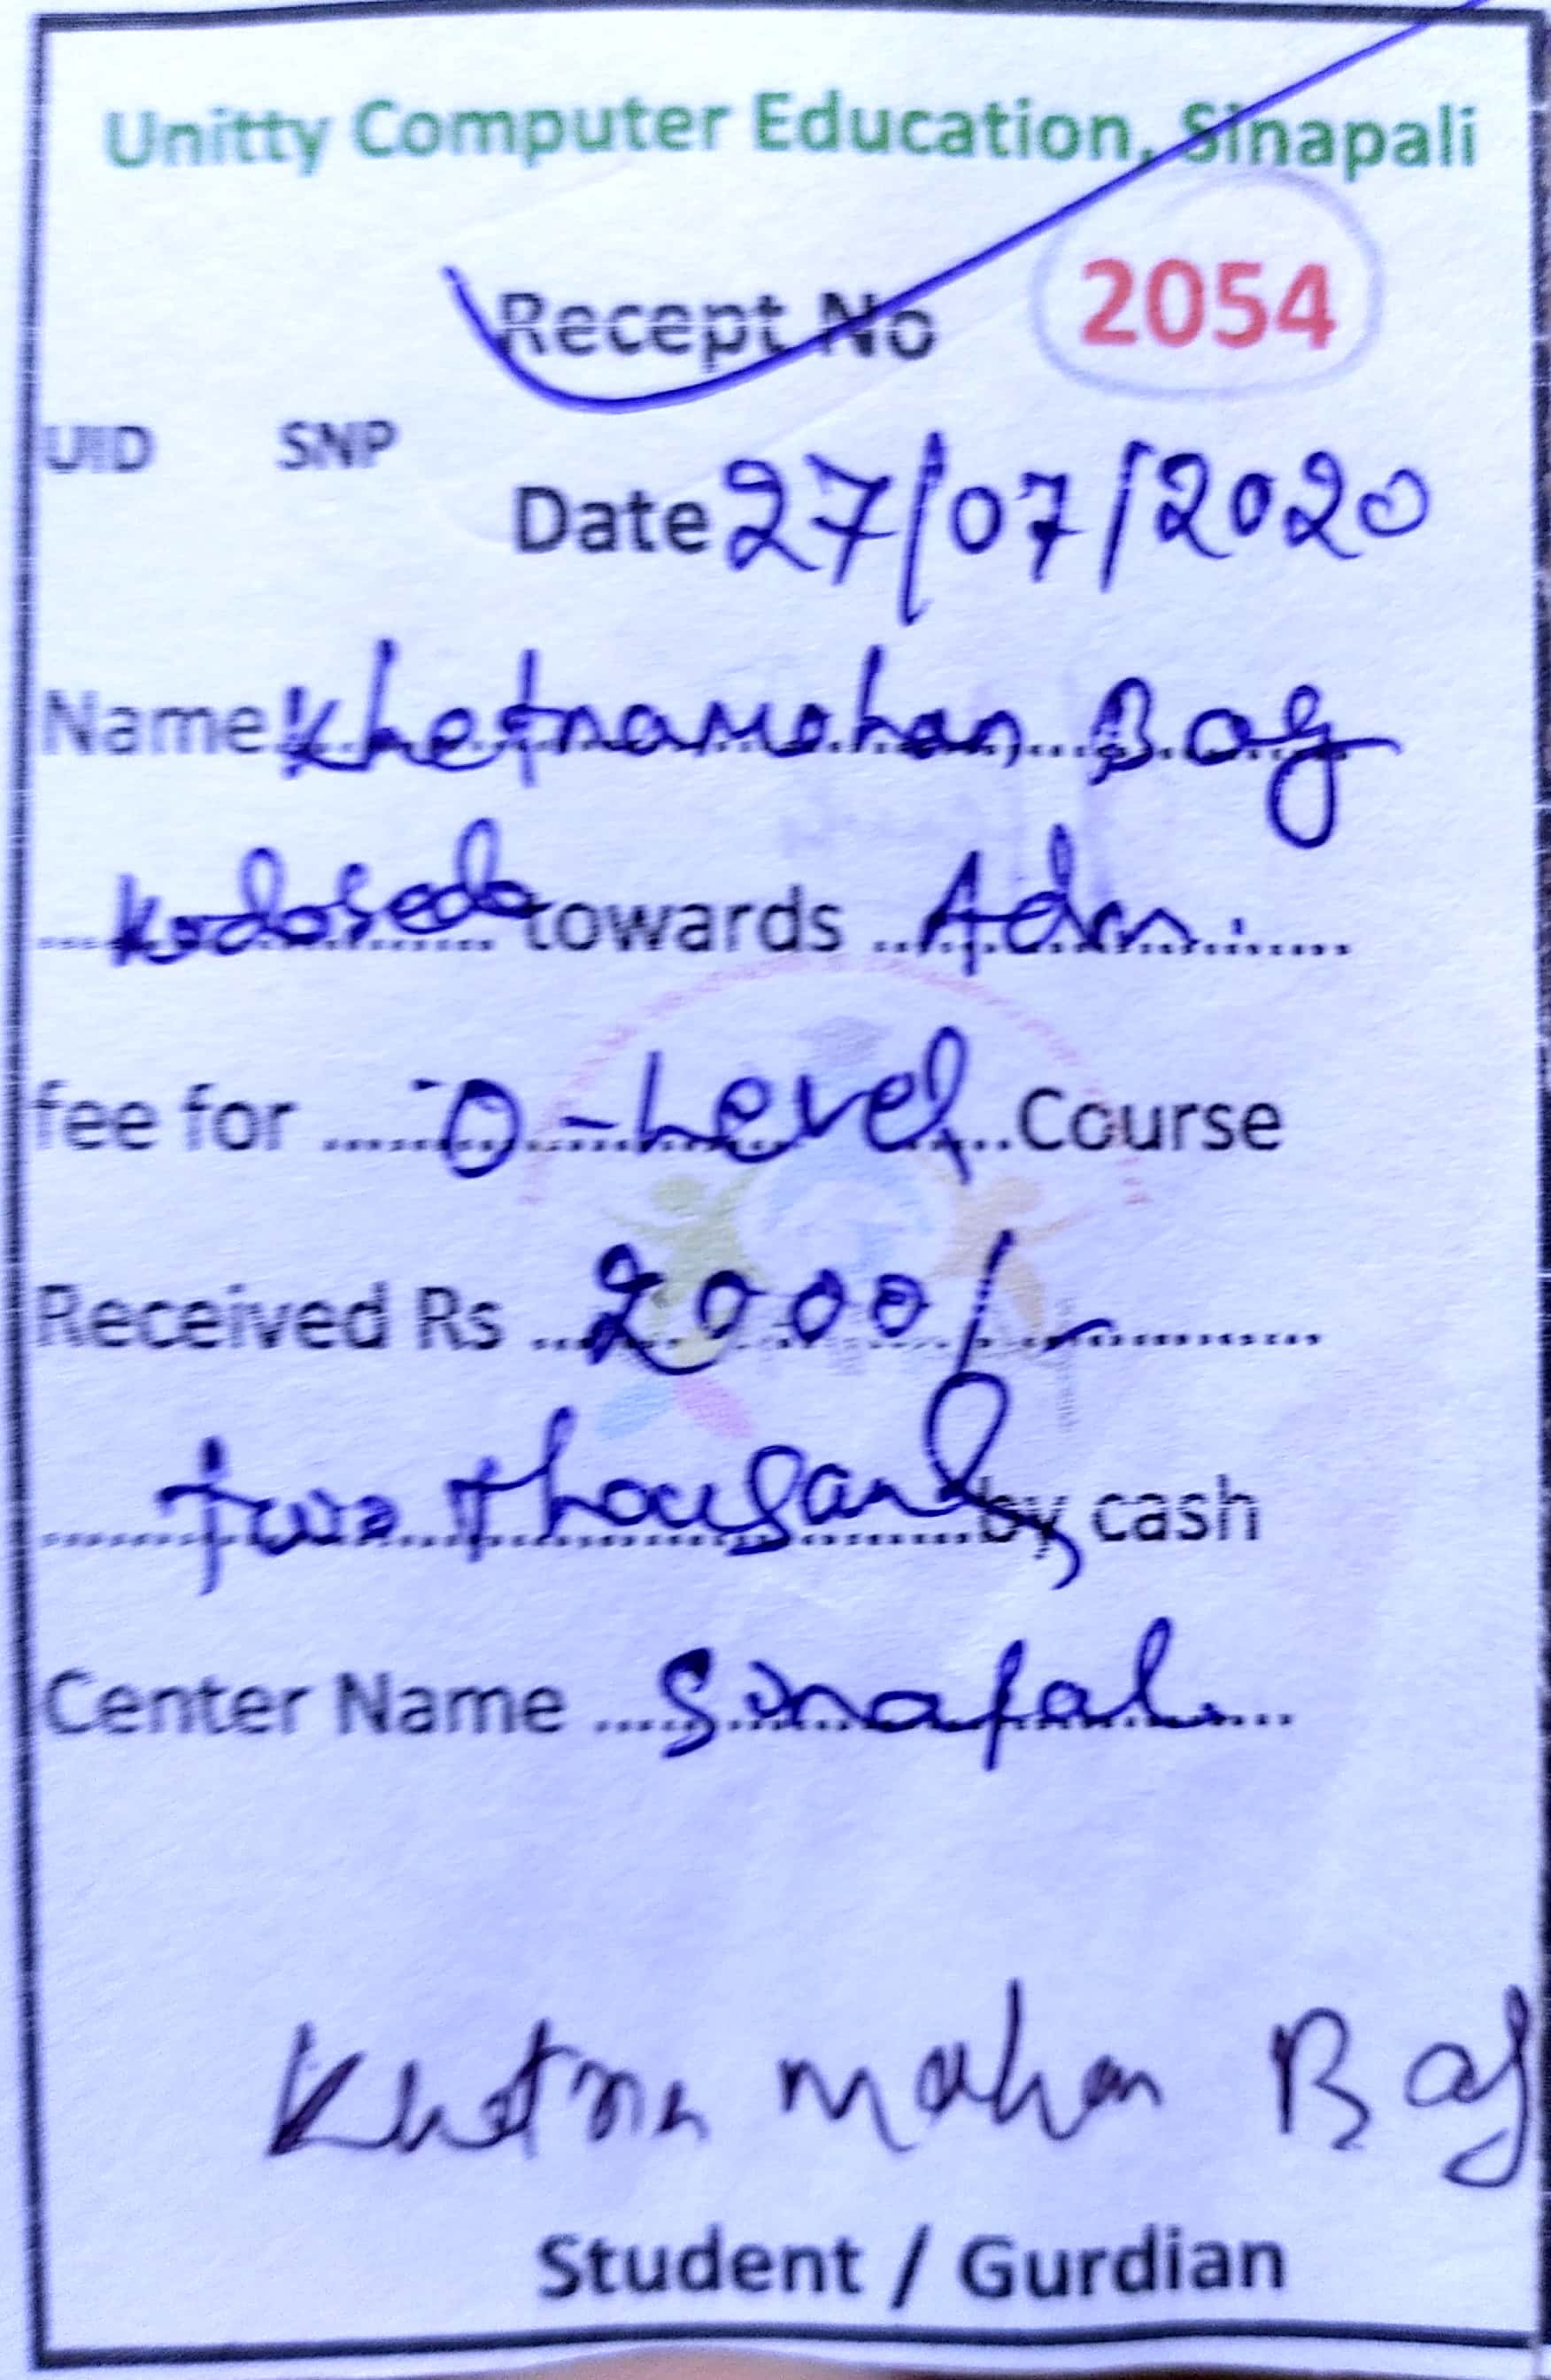 Unitty Computer Education, Sinapali
Recept No 2054
UID SNP
Date 27/07/2020
Name Khetramohan Bag
towards Adm.
fee for O-Level Course
Received Rs 2000/-
two thousand by cash
Center Name Sinapali
Khetra mohan Bag
Student / Gurdian